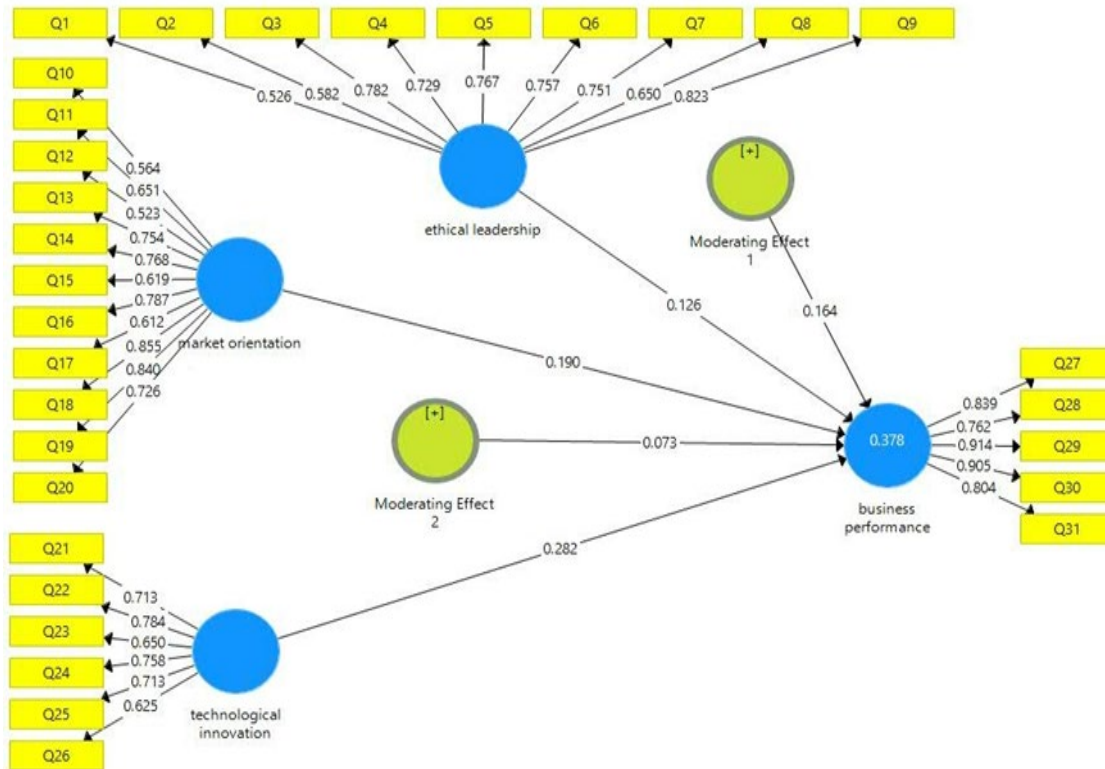 Q1
Q2
Q3
Q4
Q5
Q6
Q7
Q8
Q9
0.526
0.582
0.782
0.729
0.767
0.757
0.751
0.650
0.823
ethical leadership
Q10
Q11
Q12
Q13
Q14
Q15
Q16
Q17
Q18
Q19
Q20
0.564
0.651
0.523
0.754
0.768
0.619
0.787
0.612
0.855
0.840
0.726
market orientation
[+]
Moderating Effect
1
0.126
0.164
0.190
[+]
Moderating Effect
2
0.073
0.282
0.378
business
performance
0.839
0.762
0.914
0.905
0.804
Q27
Q28
Q29
Q30
Q31
Q21
Q22
Q23
Q24
Q25
Q26
0.713
0.784
0.650
0.758
0.713
0.625
technological
innovation